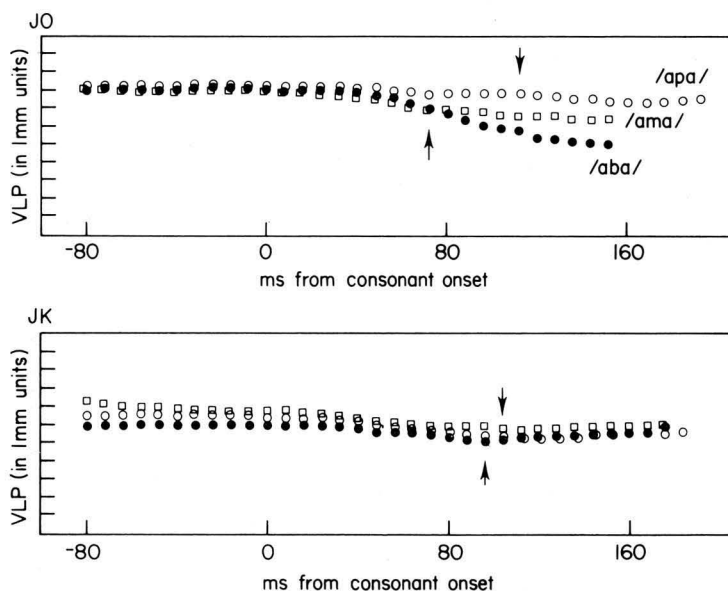 JO
VLP (in 1mm units)
/apa/
/ama/
/aba/
-80
0
80
160
ms from consonant onset
JK
VLP (in 1mm units)
-80
0
80
160
ms from consonant onset